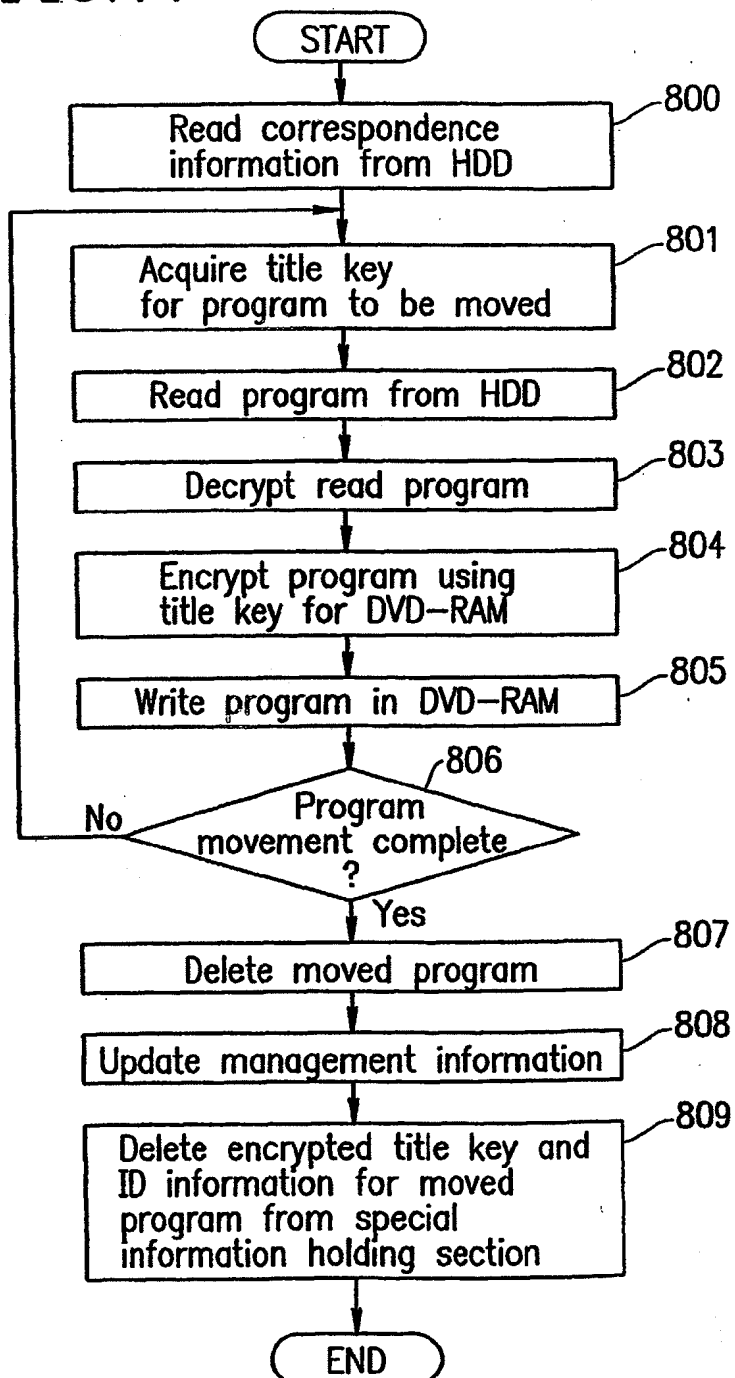 START
800
Read correspondence
information from HDD
801
Acquire title key
for program to be moved
802
Read program from HDD
803
Decrypt read program
804
Encrypt program using
title key for DVD-RAM
805
Write program in DVD-RAM
806
Program
movement complete
?
No
Yes
807
Delete moved program
808
Update management information
809
Delete encrypted title key and
ID information for moved
program from special
information holding section
END